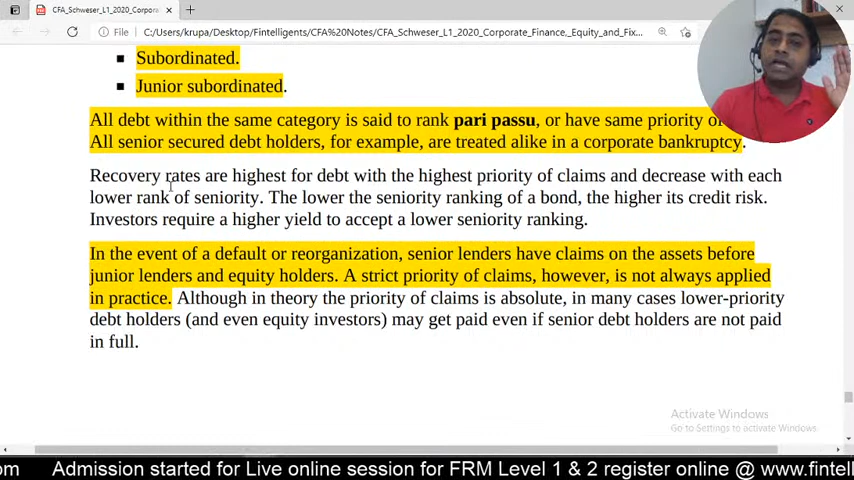 CFA_Schweser_L1_2020_Corpora
File
C:/Users/krupa/Desktop/Fintelligents/CFA%20Notes/CFA_Schweser_L1_2020_Corporate_Finance,_Equity_and_Fix...
Subordinated.
Junior subordinated.
All debt within the same category is said to rank pari passu, or have same priority
All senior secured debt holders, for example, are treated alike in a corporate bankruptcy.
Recovery rates are highest for debt with the highest priority of claims and decrease with each
lower rank of seniority. The lower the seniority ranking of a bond, the higher its credit risk.
Investors require a higher yield to accept a lower seniority ranking.
In the event of a default or reorganization, senior lenders have claims on the assets before
junior lenders and equity holders. A strict priority of claims, however, is not always applied
in practice. Although in theory the priority of claims is absolute, in many cases lower-priority
debt holders (and even equity investors) may get paid even if senior debt holders are not paid
in full.
Activate Windows
Go to Settings to activate Windows.
om Admission started for Live online session for FRM Level 1 & 2 register online @ www.fintell